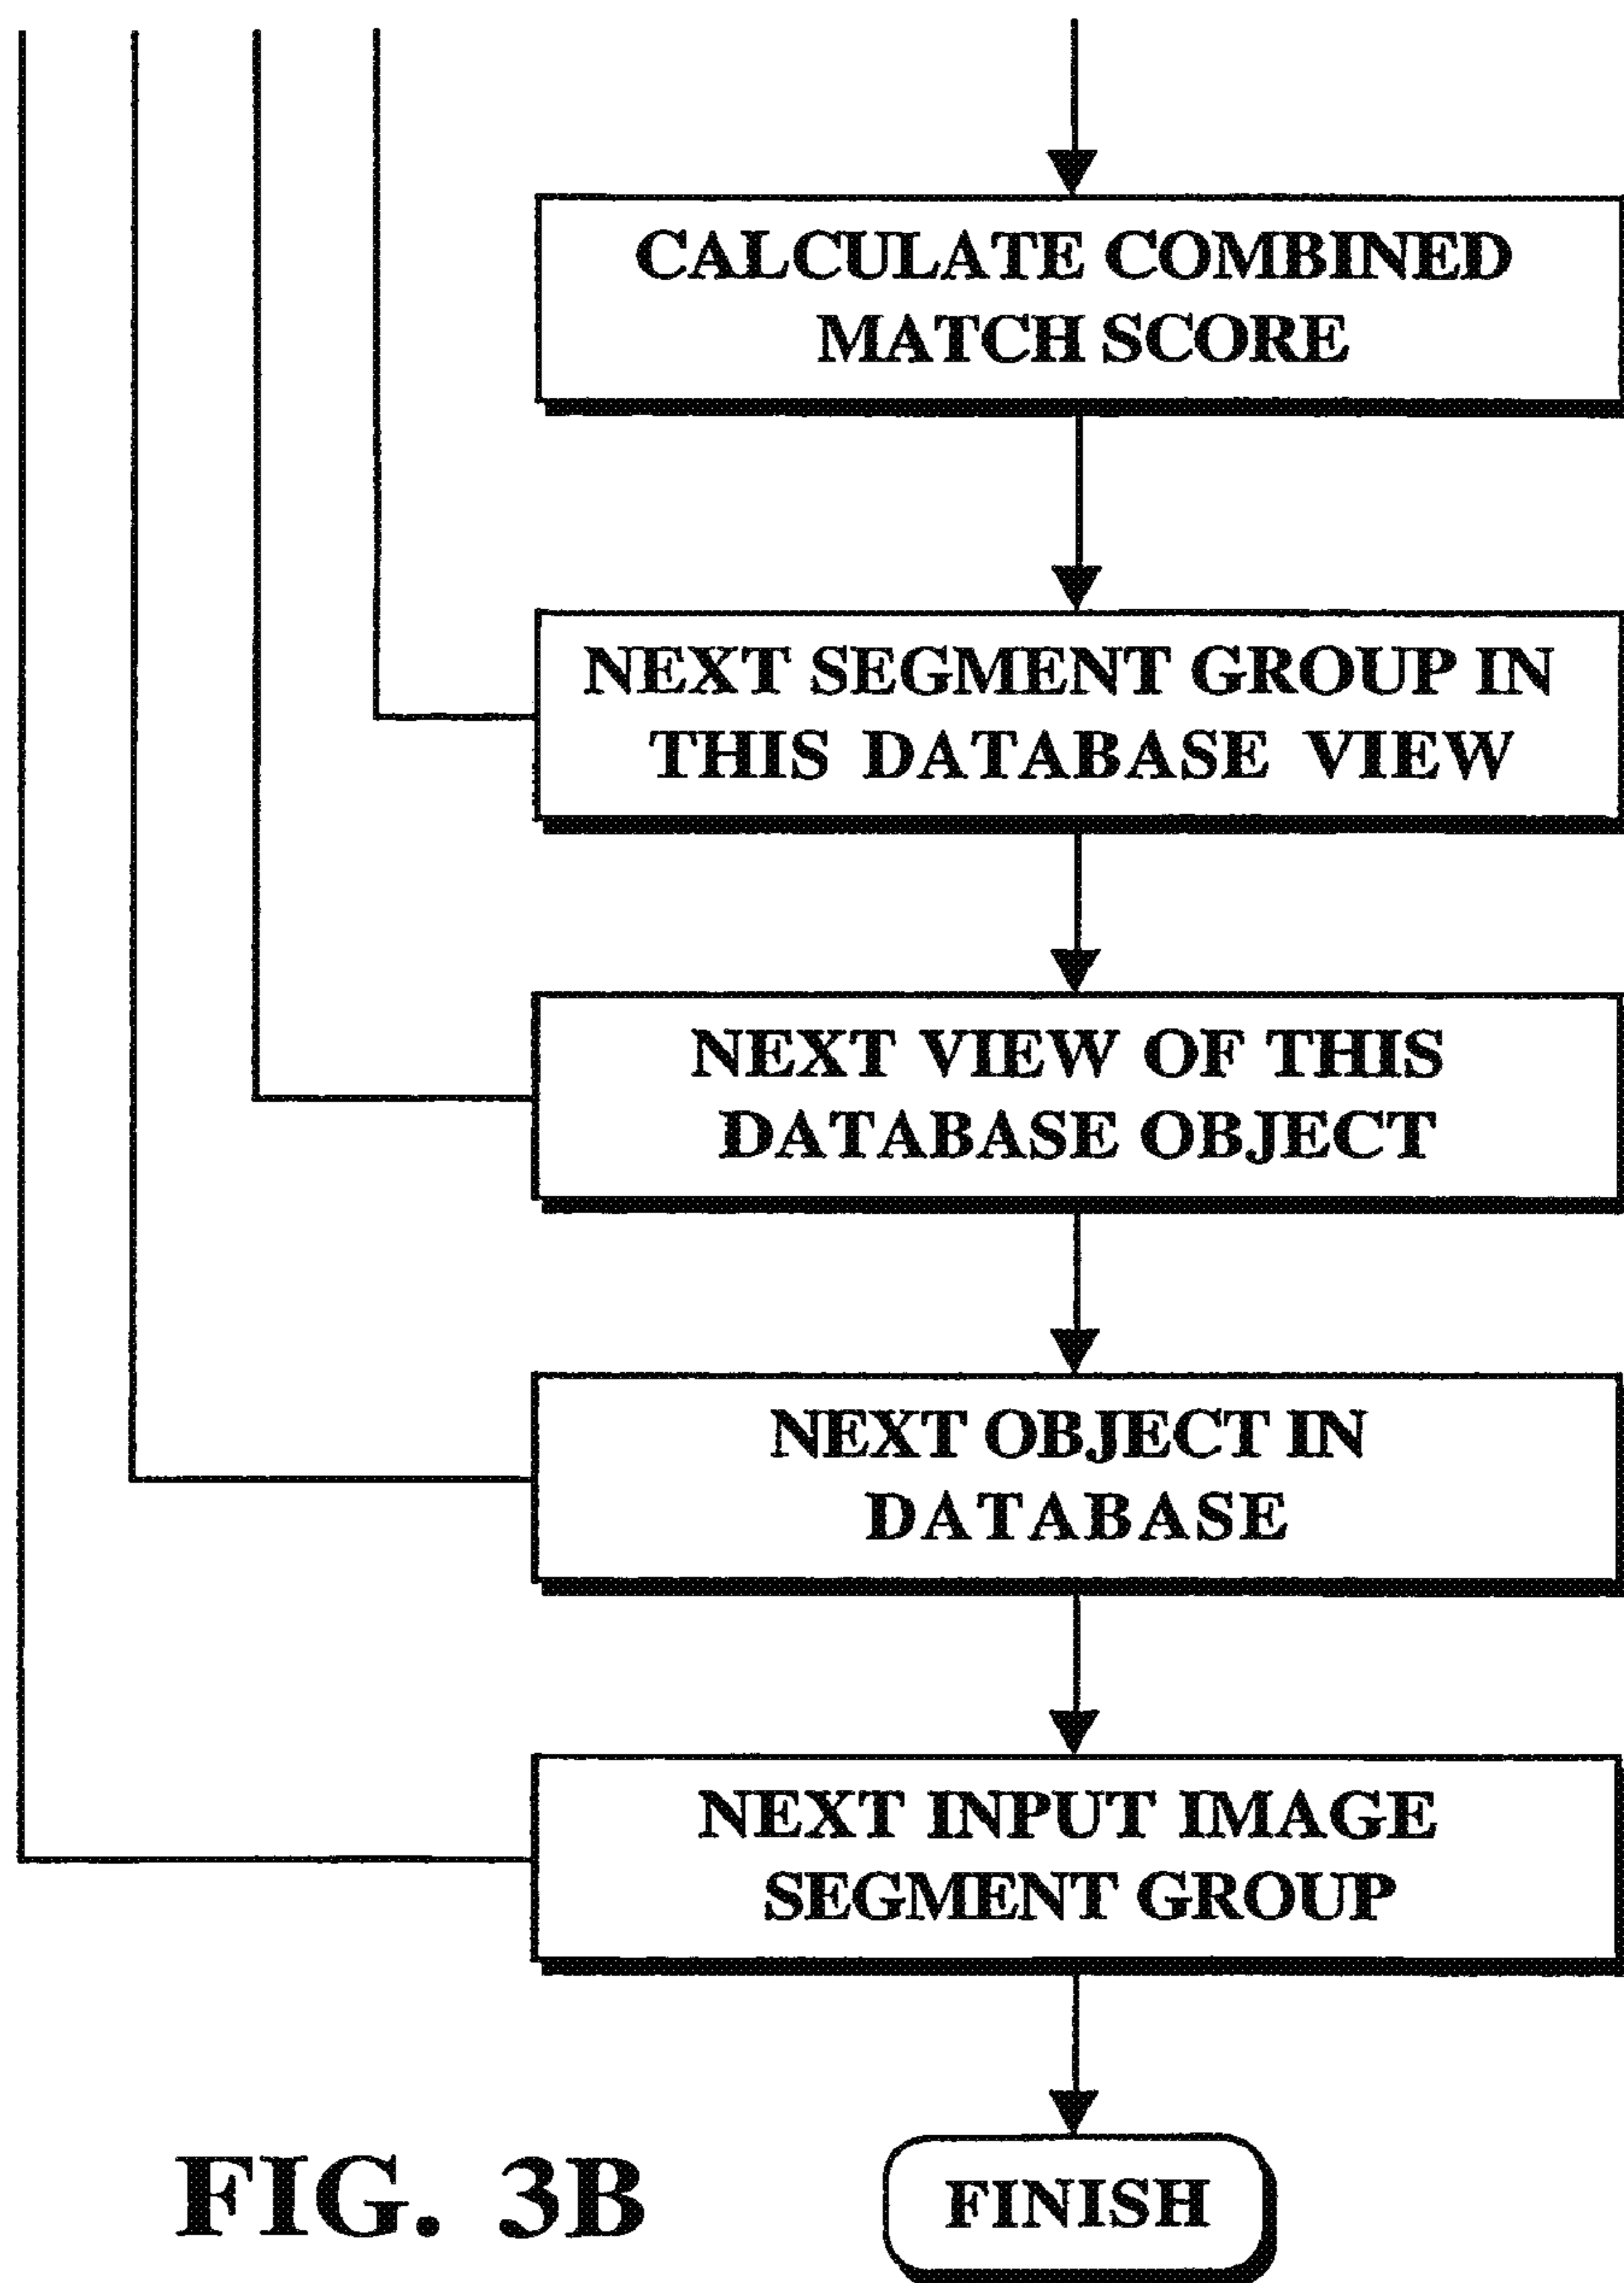 CALCULATE COMBINED
MATCH SCORE
NEXT SEGMENT GROUP IN
THIS DATABASE VIEW
NEXT VIEW OF THIS
DATABASE OBJECT
NEXT OBJECT IN
DATABASE
NEXT INPUT IMAGE
SEGMENT GROUP
FINISH
FIG. 3B